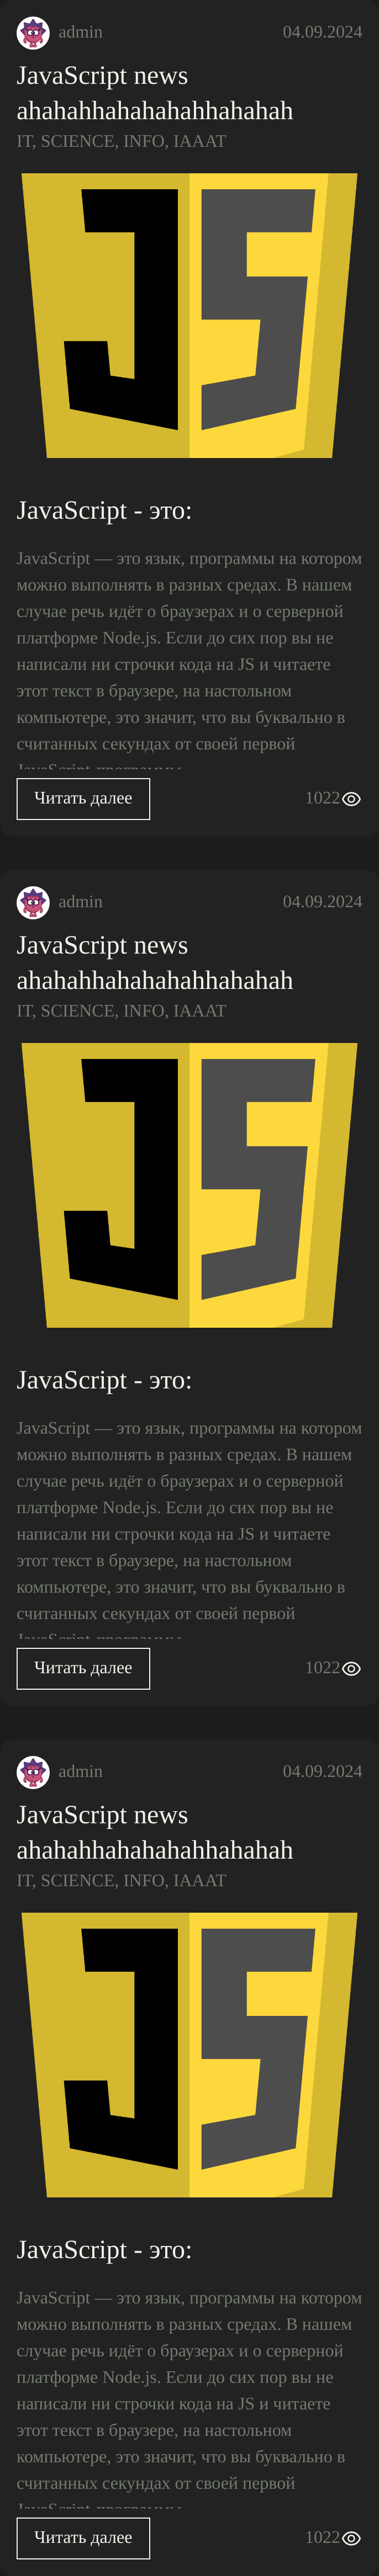 admin 04.09.2024
JavaScript news
ahahahhahahahahhahahah
IT, SCIENCE, INFO, IAAAT
JS
JavaScript - это:
JavaScript — это язык, программы на котором
можно выполнять в разных средах. В нашем
случае речь идёт о браузерах и о серверной
платформе Node.js. Если до сих пор вы не
написали ни строчки кода на JS и читаете
этот текст в браузере, на настольном
компьютере, это значит, что вы буквально в
считанных секундах от своей первой
JavaScript-программы.
Читать далее 1022
admin 04.09.2024
JavaScript news
ahahahhahahahahhahahah
IT, SCIENCE, INFO, IAAAT
JS
JavaScript - это:
JavaScript — это язык, программы на котором
можно выполнять в разных средах. В нашем
случае речь идёт о браузерах и о серверной
платформе Node.js. Если до сих пор вы не
написали ни строчки кода на JS и читаете
этот текст в браузере, на настольном
компьютере, это значит, что вы буквально в
считанных секундах от своей первой
JavaScript-программы.
Читать далее 1022
admin 04.09.2024
JavaScript news
ahahahhahahahahhahahah
IT, SCIENCE, INFO, IAAAT
JS
JavaScript - это:
JavaScript — это язык, программы на котором
можно выполнять в разных средах. В нашем
случае речь идёт о браузерах и о серверной
платформе Node.js. Если до сих пор вы не
написали ни строчки кода на JS и читаете
этот текст в браузере, на настольном
компьютере, это значит, что вы буквально в
считанных секундах от своей первой
JavaScript-программы.
Читать далее 1022